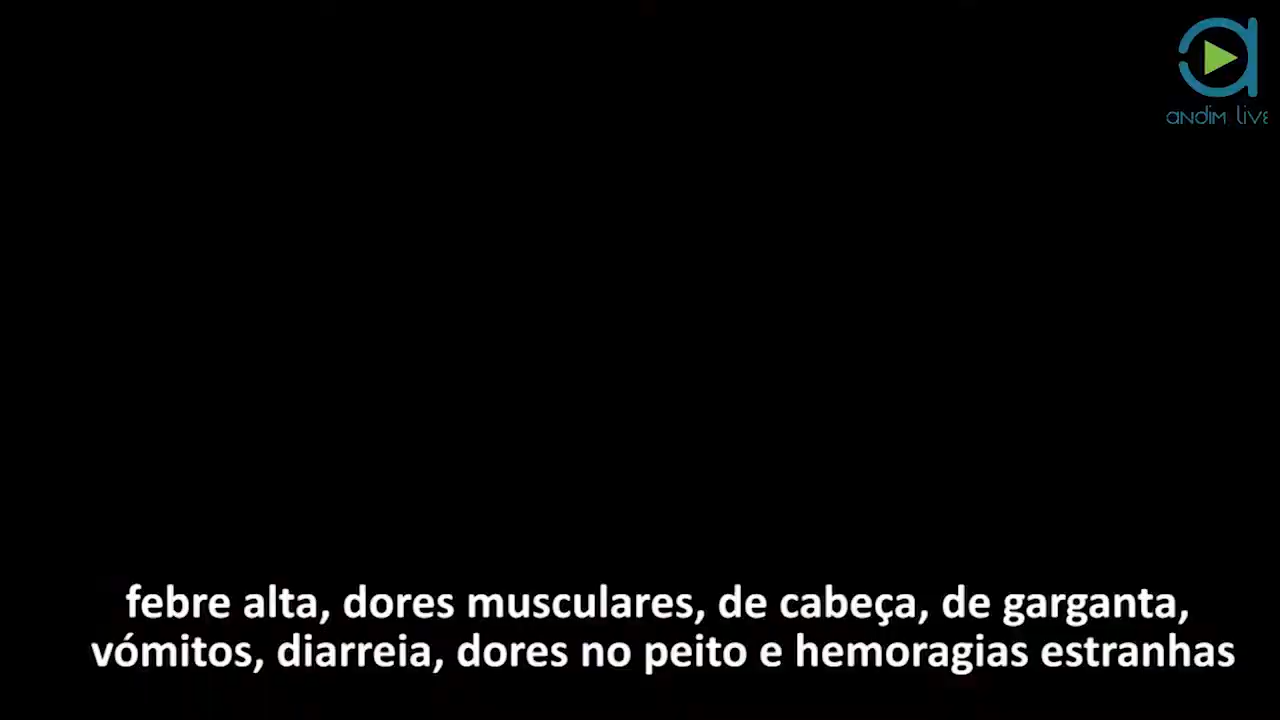 andim live
febre alta, dores musculares, de cabeça, de garganta,
vómitos, diarreia, dores no peito e hemoragias estranhas